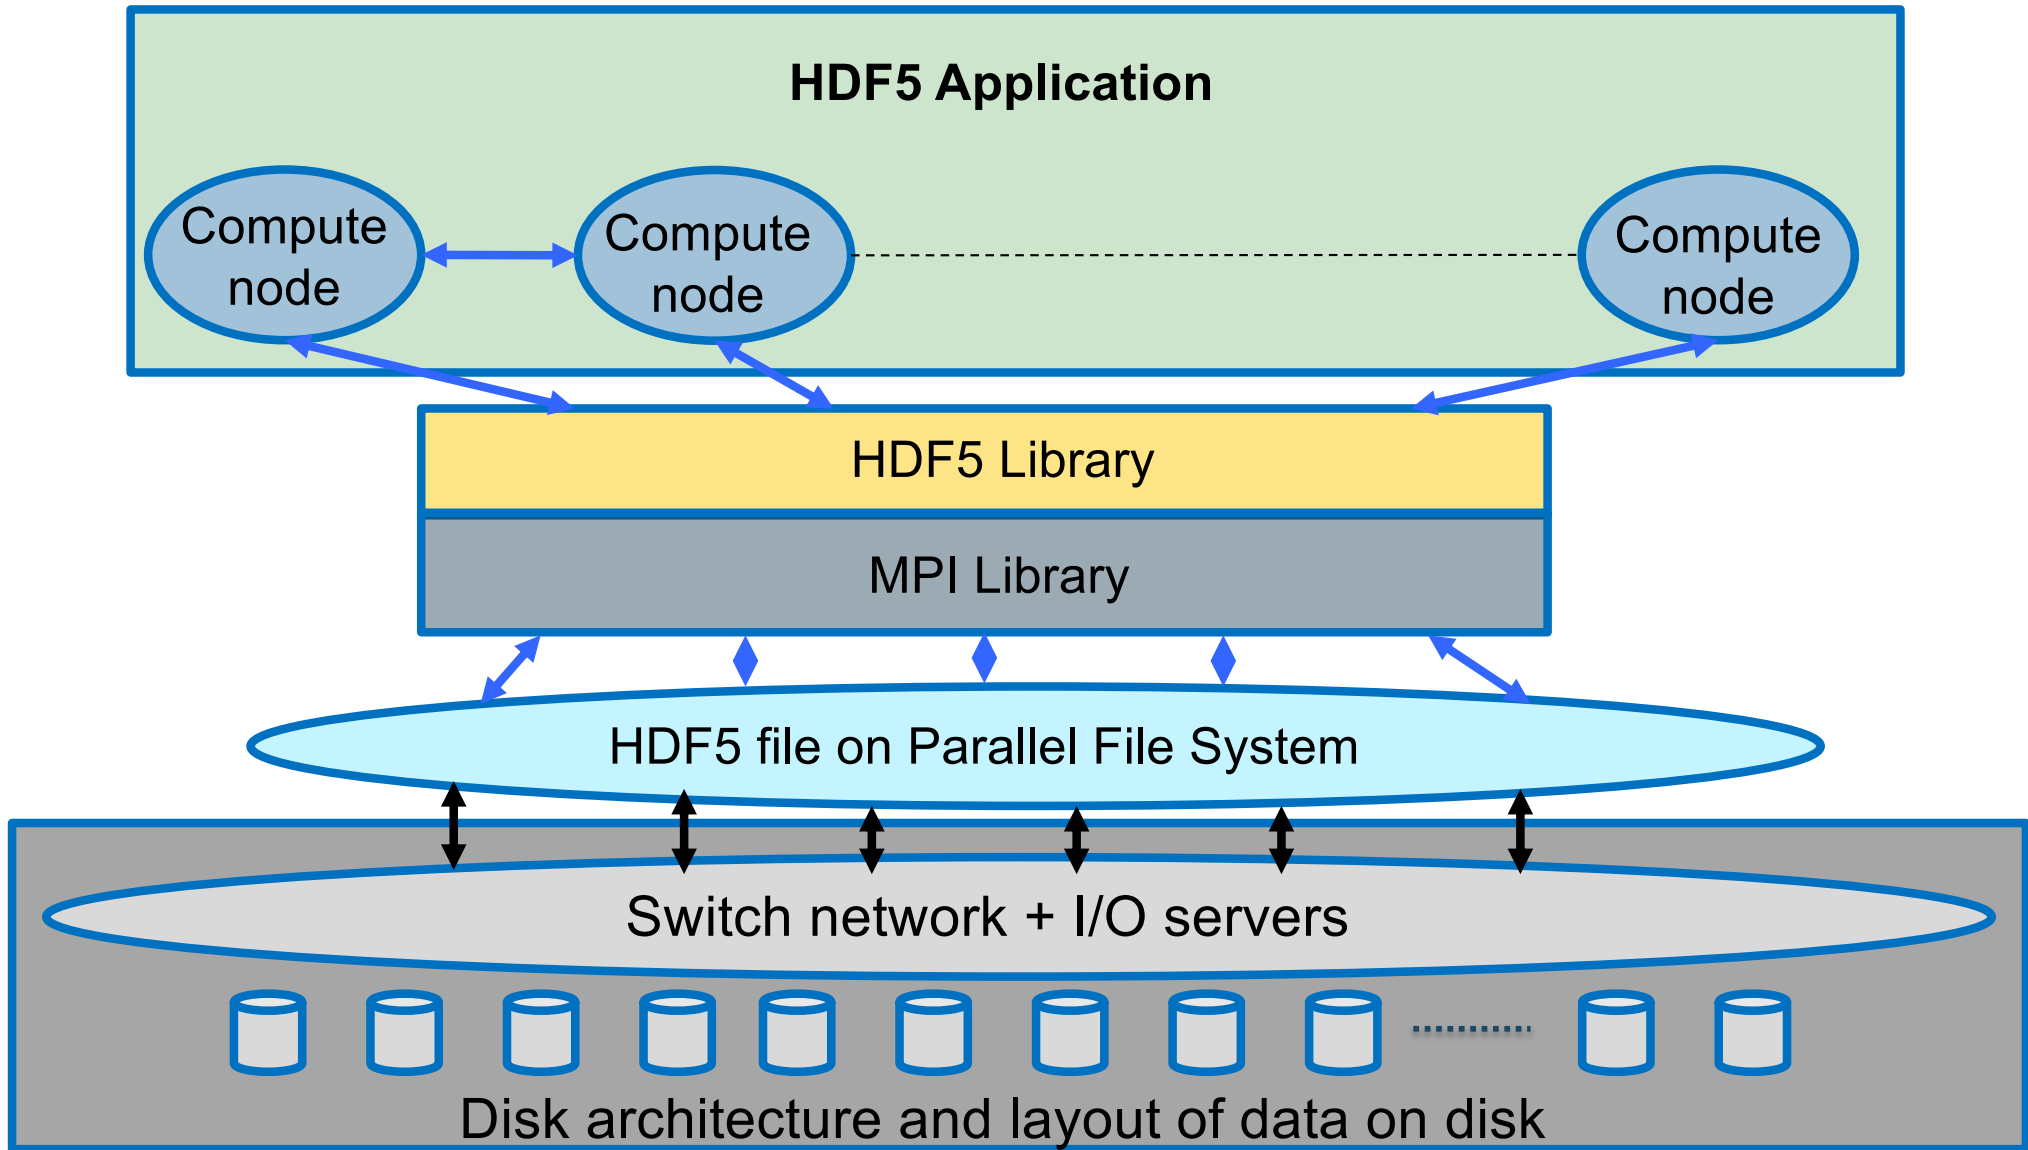 HDF5 Application
Compute
node
Compute
node
Compute
node
HDF5 Library
MPI Library
HDF5 file on Parallel File System
Switch network + I/O servers
Disk architecture and layout of data on disk